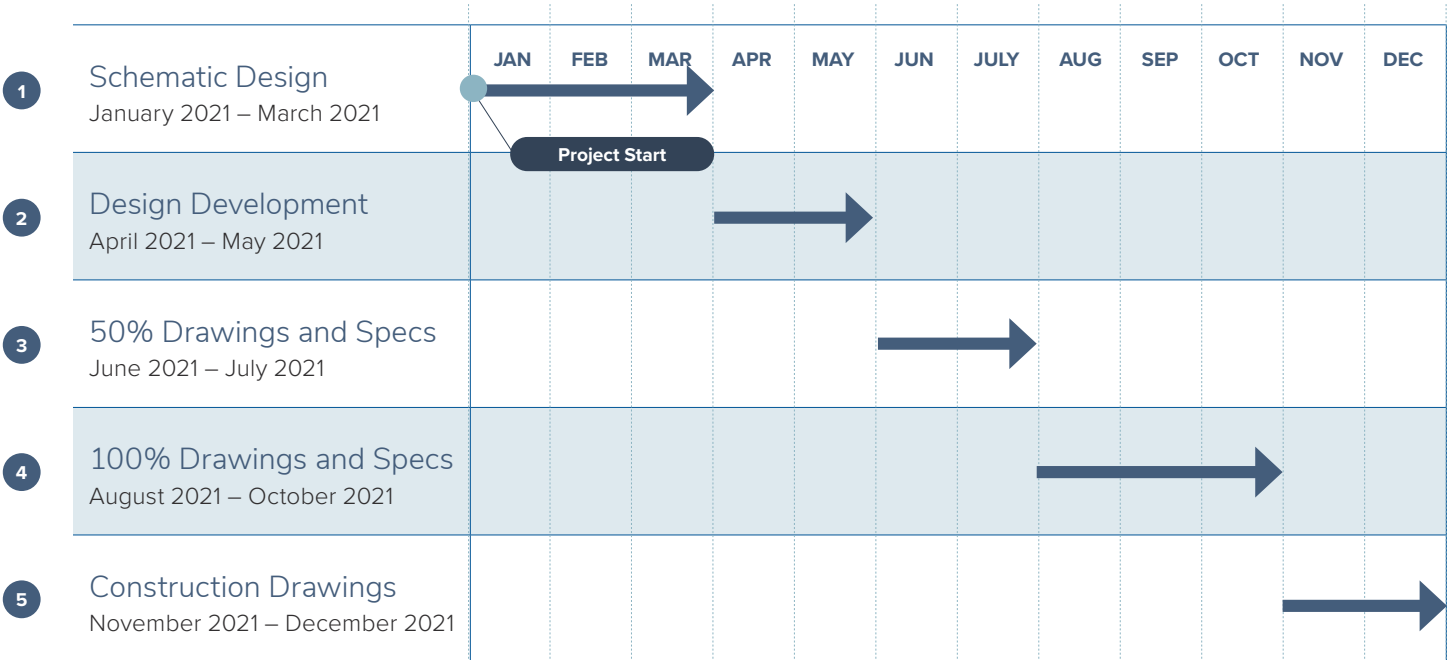 JAN FEB MAR APR MAY JUN JULY AUG SEP OCT NOV DEC
1
Schematic Design
January 2021 – March 2021
Project Start
2
Design Development
April 2021 – May 2021
3
50% Drawings and Specs
June 2021 – July 2021
4
100% Drawings and Specs
August 2021 – October 2021
5
Construction Drawings
November 2021 – December 2021